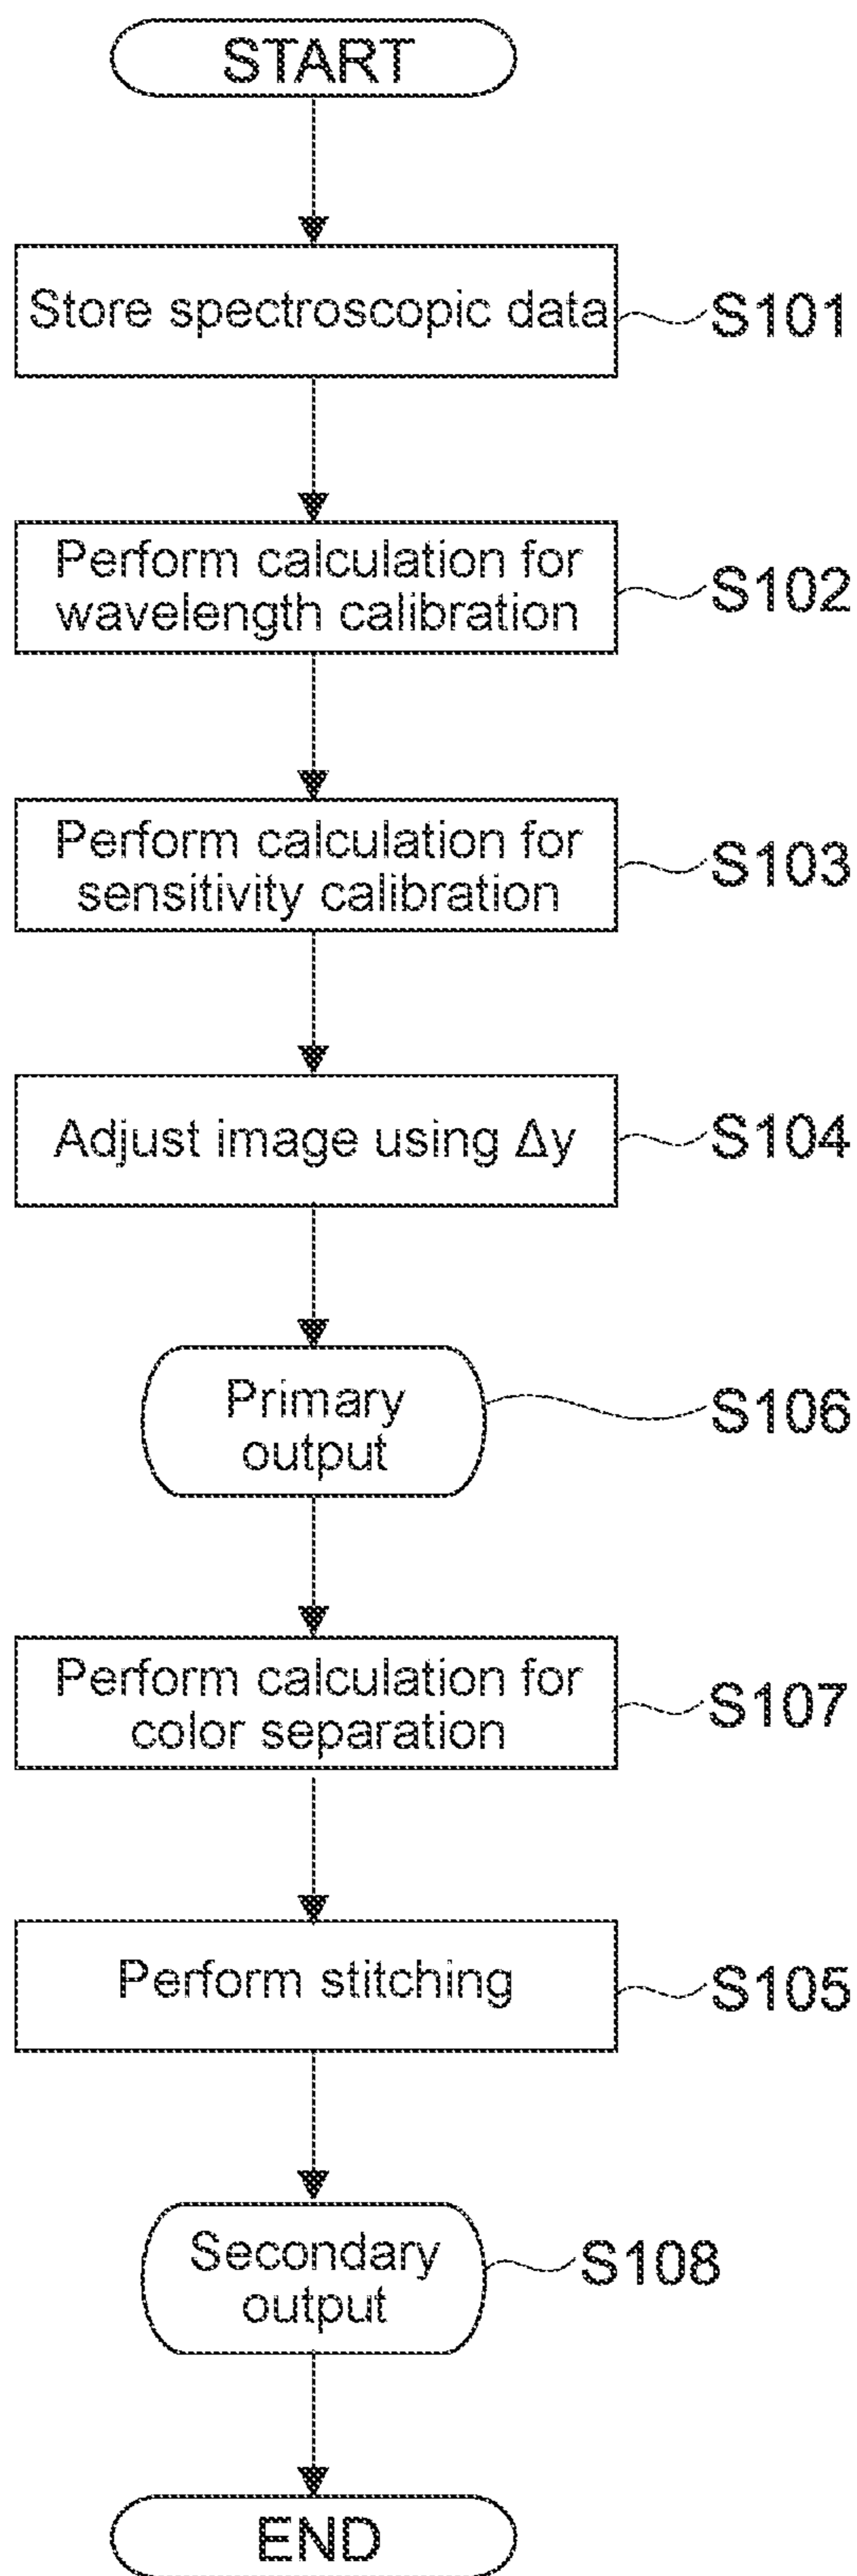 START
Store spectroscopic data
S101
Perform calculation for
wavelength calibration
S102
Perform calculation for
sensitivity calibration
S103
Adjust image using Δy
S104
Primary
output
S106
Perform calculation for
color separation
S107
Perform stitching
S105
Secondary
output
S108
END